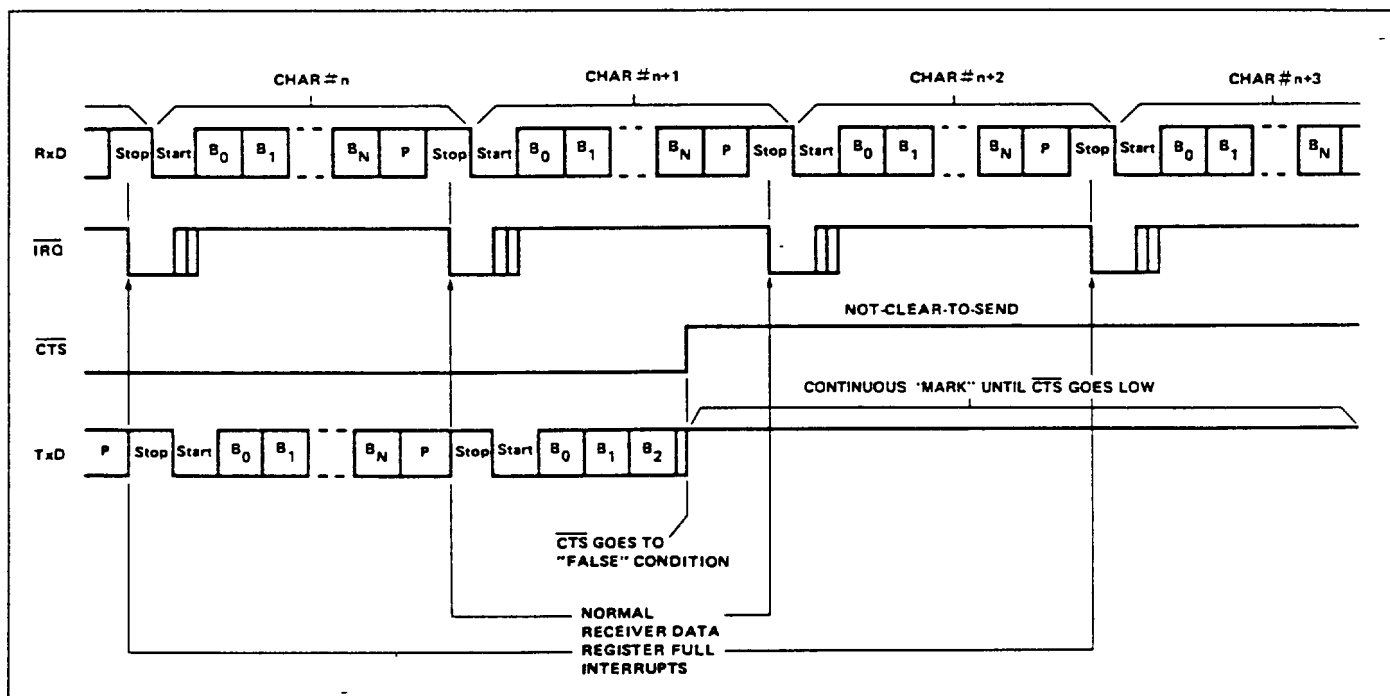 CHAR#n CHAR#n+1 CHAR#n+2 CHAR#n+3
RxD Stop Start B0 B1 BN P Stop Start B0 B1 BN P Stop Start B0 B1 BN P Stop Start B0 B1 BN
IRQ
NOT-CLEAR-TO-SEND
CTS
CONTINUOUS "MARK" UNTIL CTS GOES LOW
TxD P Stop Start B0 B1 BN P Stop Start B0 B1 B2
CTS GOES TO
"FALSE" CONDITION
NORMAL
RECEIVER DATA
REGISTER FULL
INTERRUPTS